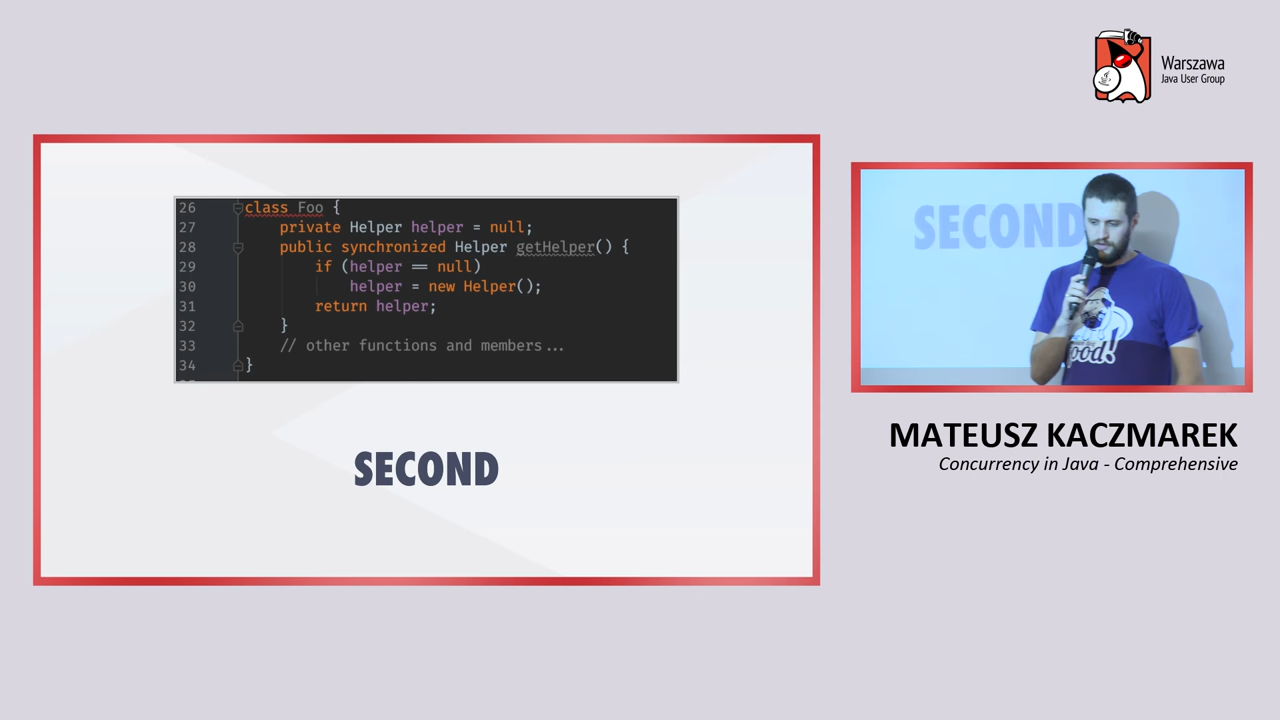 Warszawa
Java User Group
26 class Foo {
27 private Helper helper = null;
28 public synchronized Helper getHelper() {
29 if (helper == null)
30 helper = new Helper();
31 return helper;
32 }
33 // other functions and members...
34 }
SECOND
SECOND
ood!
MATEUSZ KACZMAREK
Concurrency in Java - Comprehensive